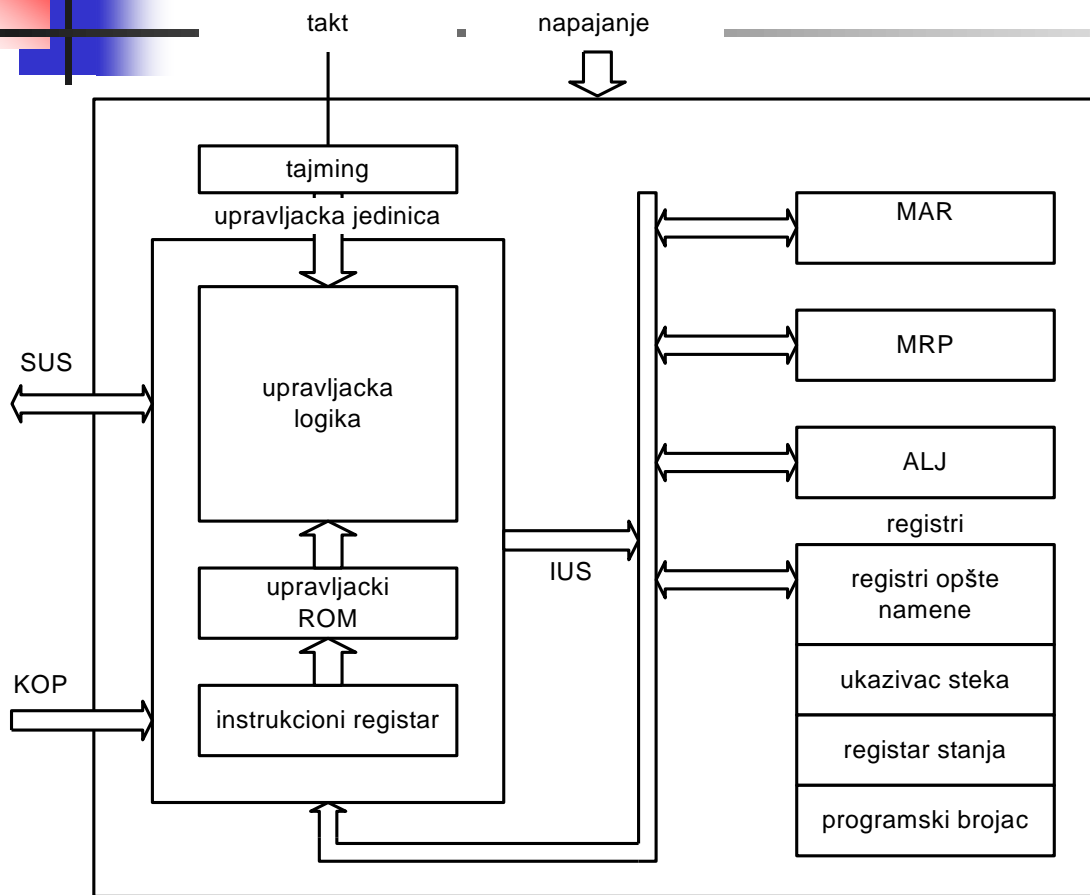 takt
napajanje
tajming
upravljacka jedinica
MAR
SUS
upravljacka
logika
MRP
ALJ
registri
IUS
upravljacki
ROM
registri opšte
namene
KOP
instrukcioni registar
ukazivac steka
registar stanja
programski brojac